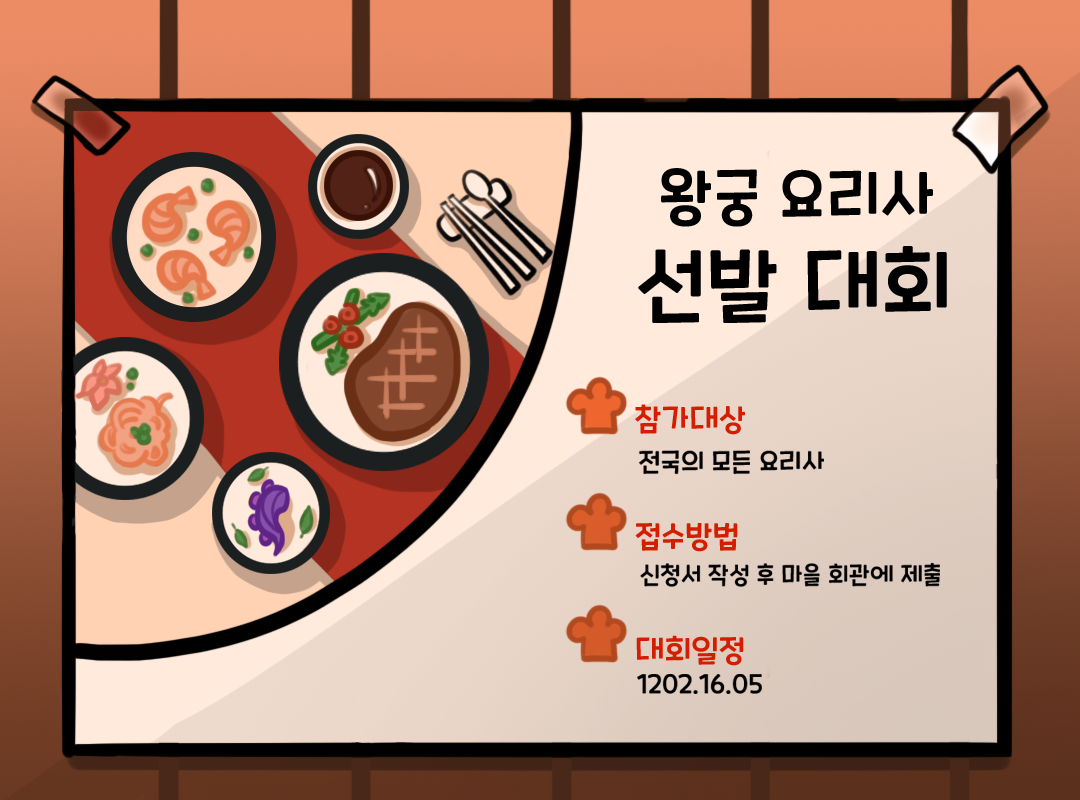 왕궁 요리사
선발 대회
참가대상
전국의 모든 요리사
접수방법
신청서 작성 후 마을 회관에 제출
대회일정
1202.16.05